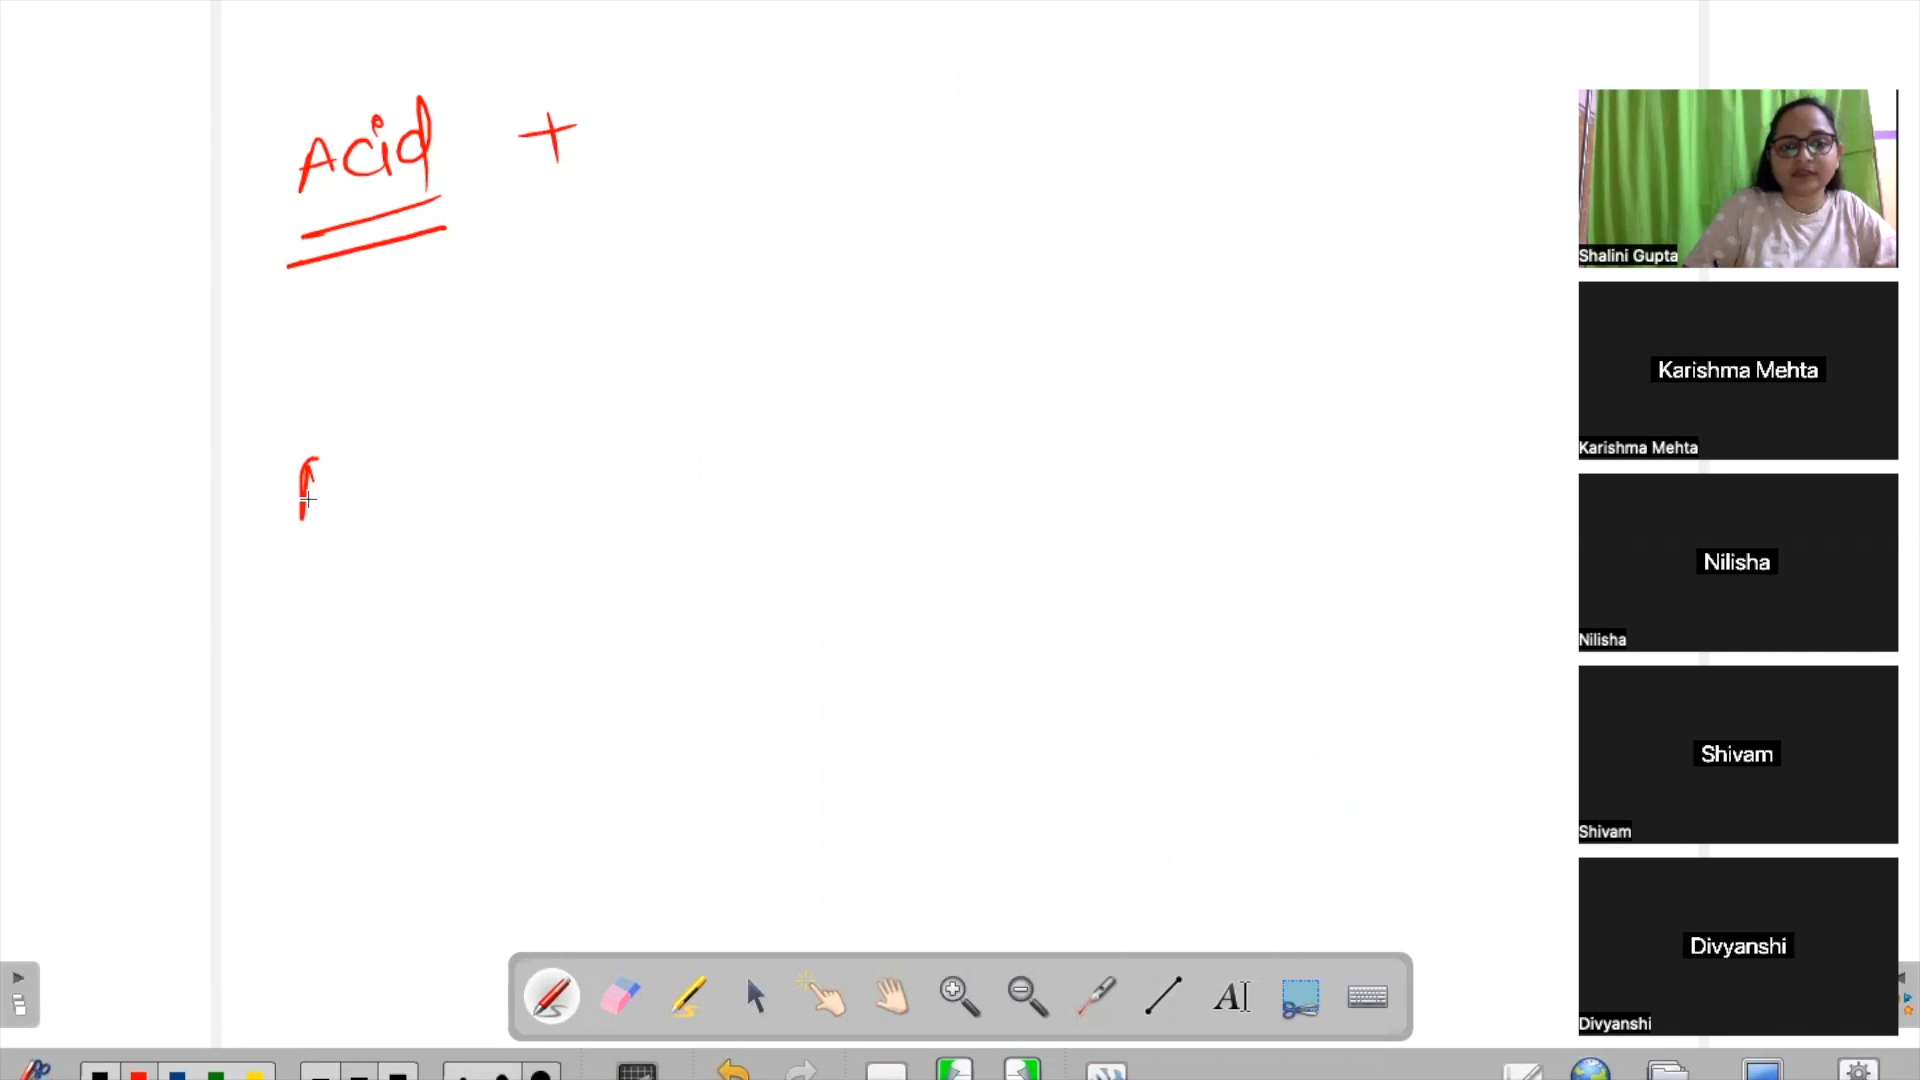 Acid +
Shalini Gupta
Karishma Mehta
Karishma Mehta
Nilisha
Nilisha
Shivam
Shivam
Divyanshi
Divyanshi